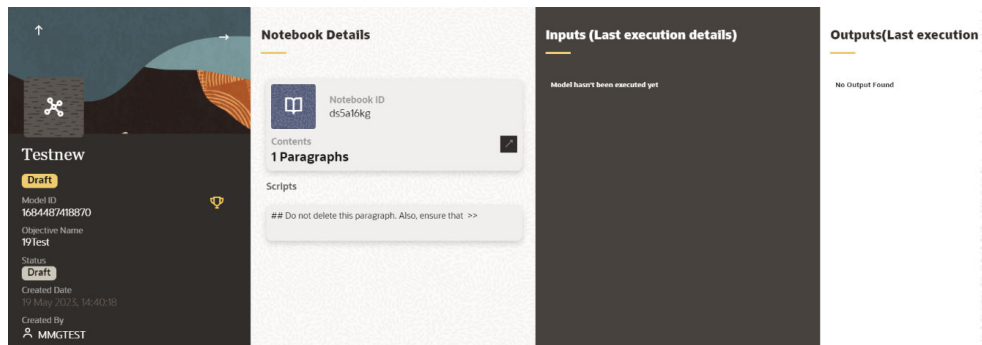 Testnew
Draft
Model ID
1684487418870
Objective Name
19Test
Status
Draft
Created Date
19 May 2023, 14:40:18
Created By
MMGTEST
Notebook Details
Notebook ID
ds5a16kg
Contents
1 Paragraphs
Scripts
## Do not delete this paragraph. Also, ensure that >>
Inputs (Last execution details)
Model hasn't been executed yet
Outputs(Last execution
No Output Found